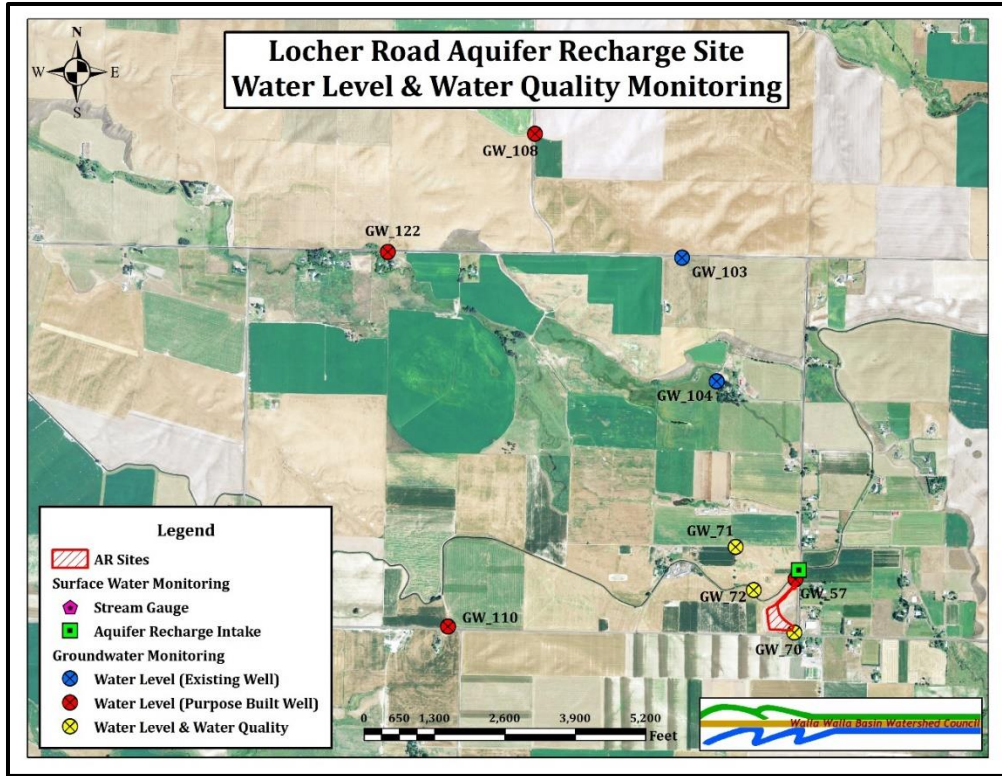 Locher Road Aquifer Recharge Site
Water Level & Water Quality Monitoring
N
W E
S
GW_108
GW_122
GW_103
GW_104
GW_71
GW_72
GW_57
GW_110
GW_70
Legend
AR Sites
Surface Water Monitoring
Stream Gauge
Aquifer Recharge Intake
Groundwater Monitoring
Water Level (Existing Well)
Water Level (Purpose Built Well)
Water Level & Water Quality
0 650 1,300 2,600 3,900 5,200
Feet
Walla Walla Basin Watershed Council